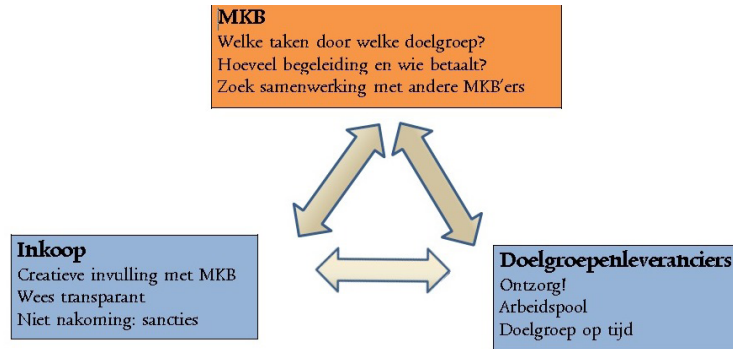 MKB
Welke taken door welke doelgroep?
Hoeveel begeleiding en wie betaalt?
Zoek samenwerking met andere MKB'ers
Inkoop
Creatieve invulling met MKB
Wees transparant
Niet nakoming: sancties
Doelgroepenleveranciers
Ontzorg!
Arbeidspool
Doelgroep op tijd